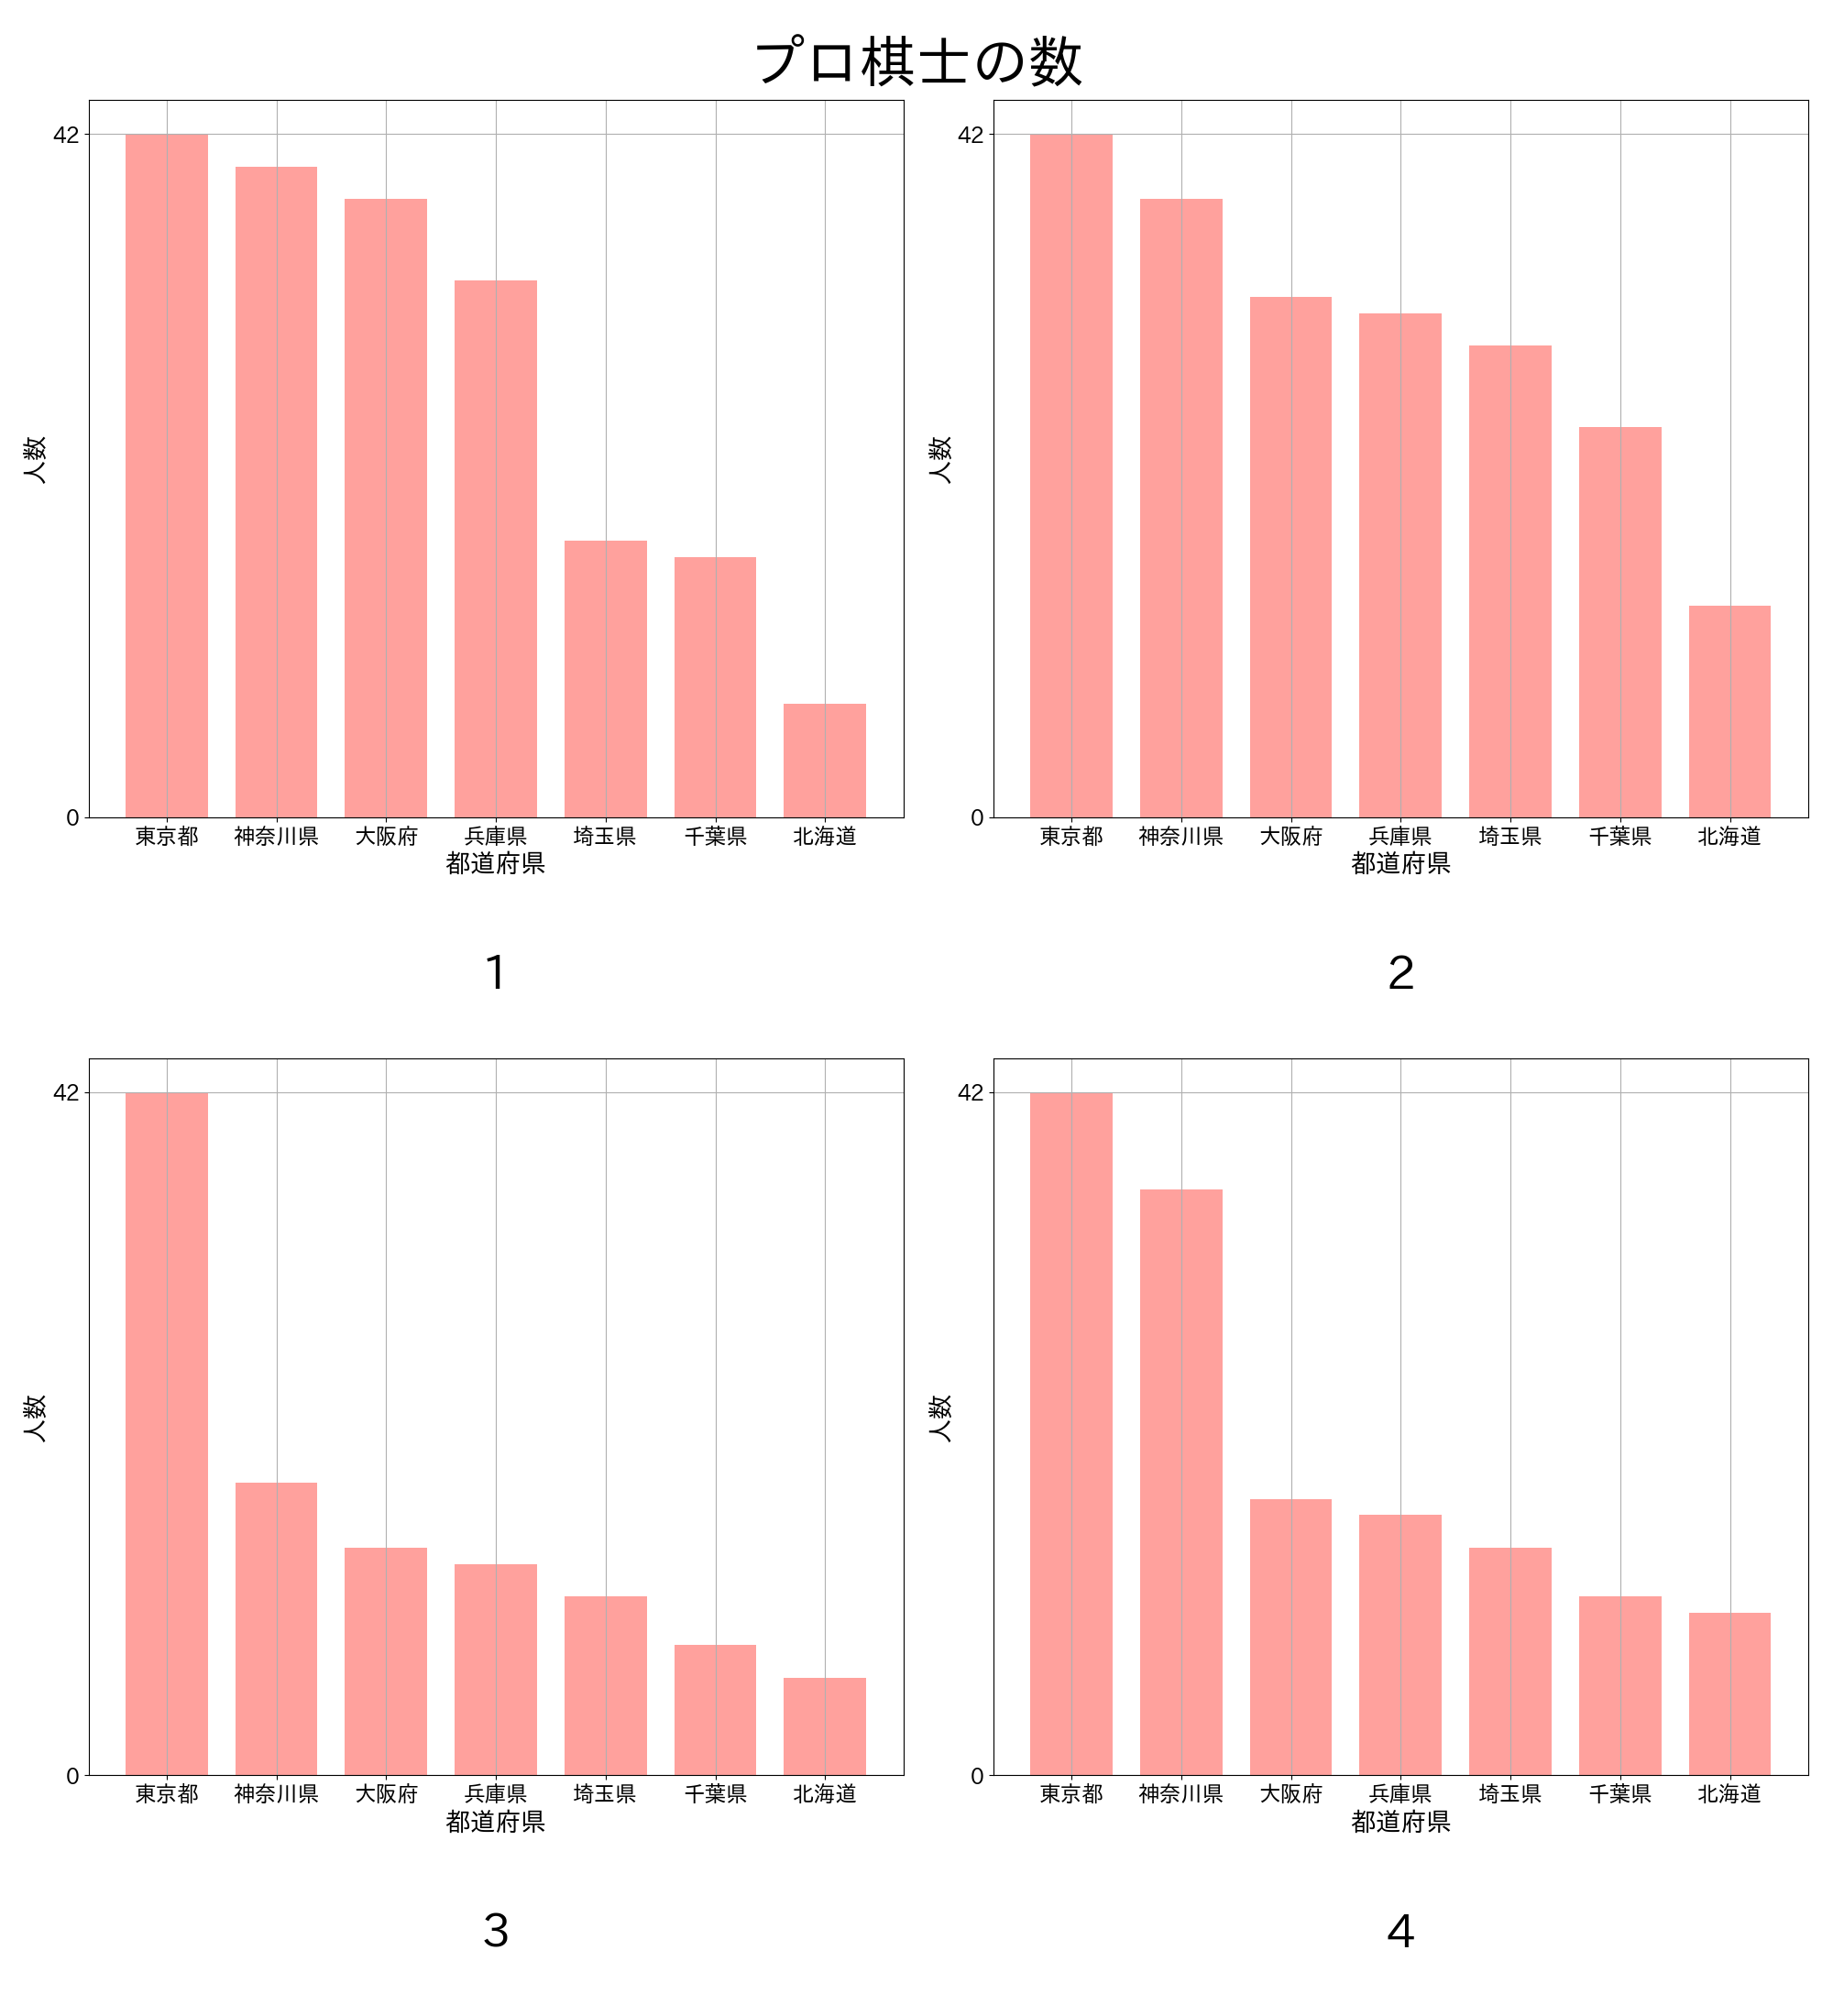 プロ棋士の数
42
0
人数
東京都 神奈川県 大阪府 兵庫県 埼玉県 千葉県 北海道
都道府県
1
42
0
人数
東京都 神奈川県 大阪府 兵庫県 埼玉県 千葉県 北海道
都道府県
2
42
0
人数
東京都 神奈川県 大阪府 兵庫県 埼玉県 千葉県 北海道
都道府県
3
42
0
人数
東京都 神奈川県 大阪府 兵庫県 埼玉県 千葉県 北海道
都道府県
4